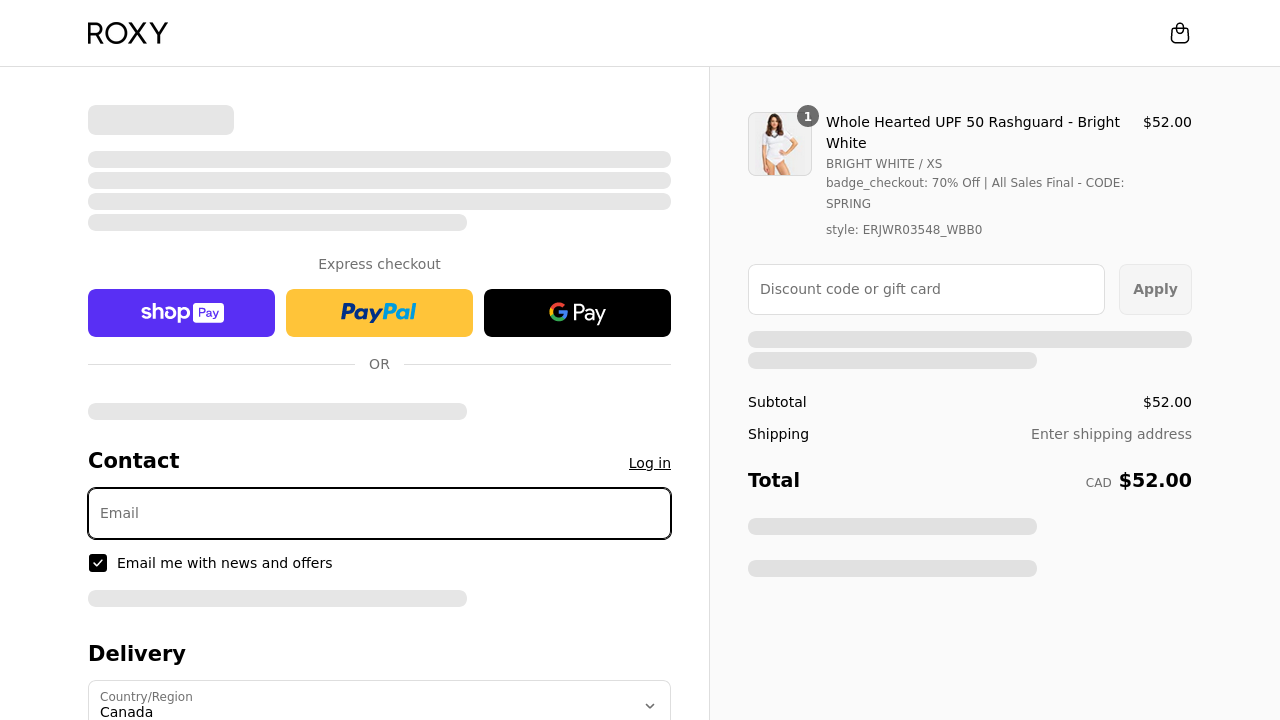 ROXY
Express checkout
shop Pay
PayPal
G Pay
OR
Contact
Log in
Email
Email me with news and offers
Delivery
Country/Region
Canada
1
Whole Hearted UPF 50 Rashguard - Bright
White
$52.00
BRIGHT WHITE / XS
badge_checkout: 70% Off | All Sales Final - CODE:
SPRING
style: ERJWR03548_WBB0
Discount code or gift card
Apply
Subtotal
$52.00
Shipping
Enter shipping address
Total
CAD $52.00